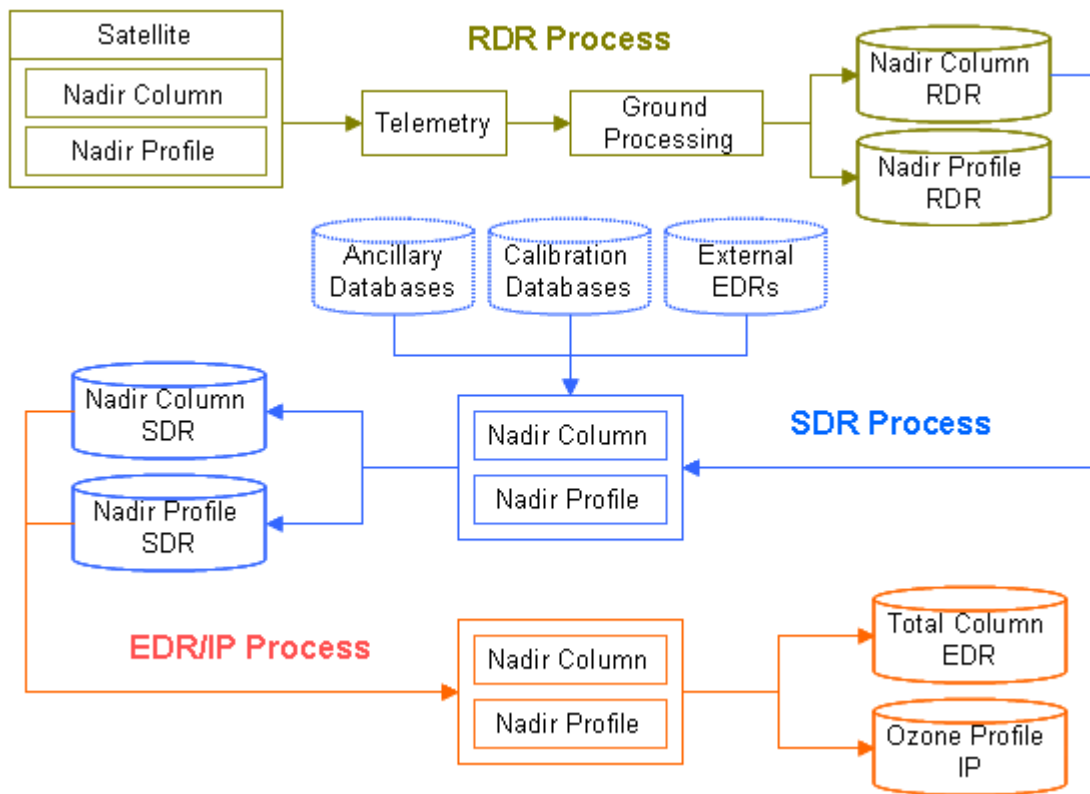 Satellite
RDR Process
Nadir Column
Nadir Profile
Telemetry
Ground
Processing
Nadir Column
RDR
Nadir Profile
RDR
Ancillary
Databases
Calibration
Databases
External
EDRs
Nadir Column
SDR
Nadir Profile
SDR
Nadir Column
Nadir Profile
SDR Process
EDR/IP Process
Nadir Column
Nadir Profile
Total Column
EDR
Ozone Profile
IP